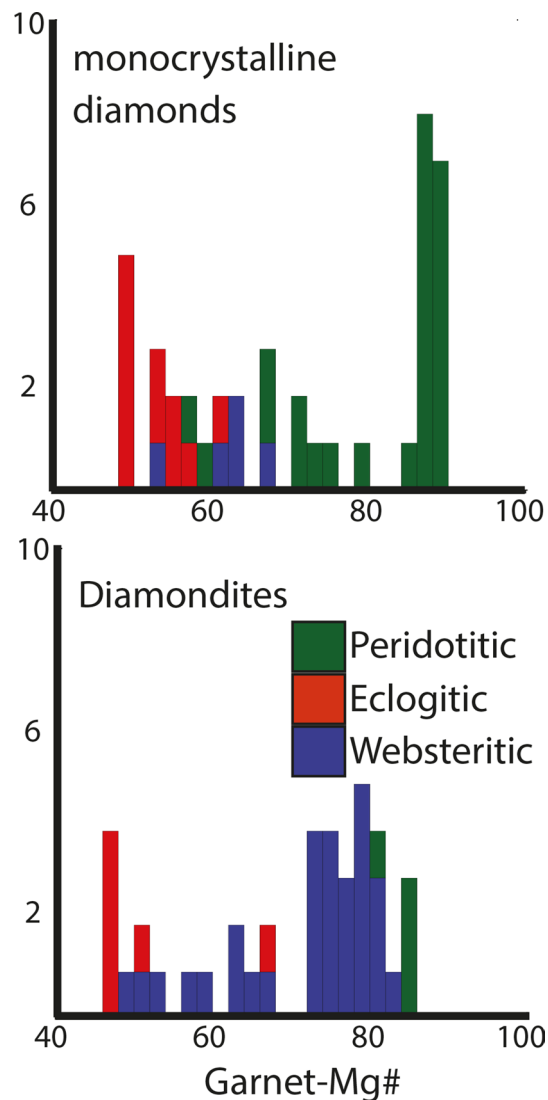 10
monocrystalline
diamonds
6
2
40 60 80 100
10
Diamondites
Peridotitic
Eclogitic
6
Websteritic
2
40 60 80 100
Garnet-Mg#